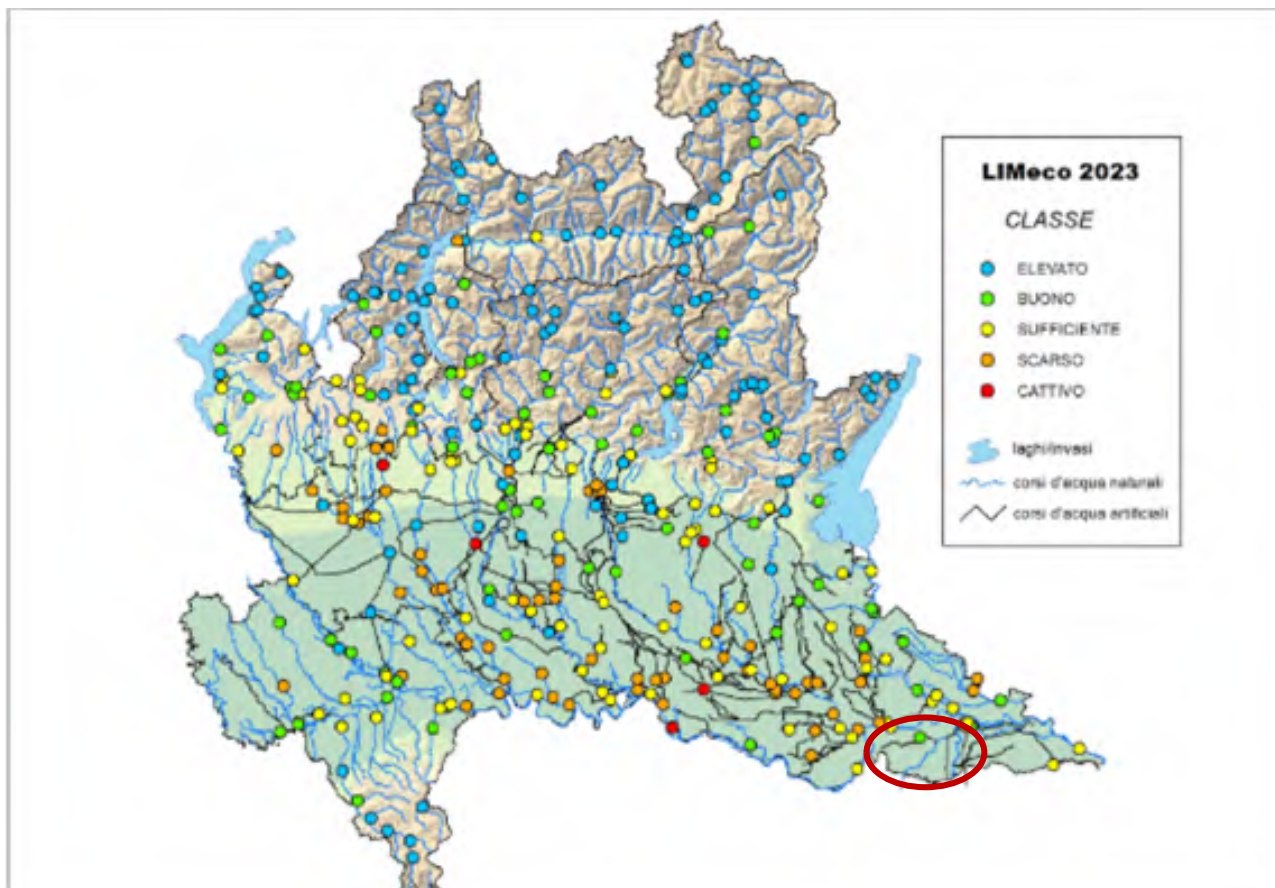 LIMeco 2023
CLASSE
ELEVATO
BUONO
SUFFICIENTE
SCARSO
CATTIVO
laghi/invasi
corsi d'acqua naturali
corsi d'acqua artificiali